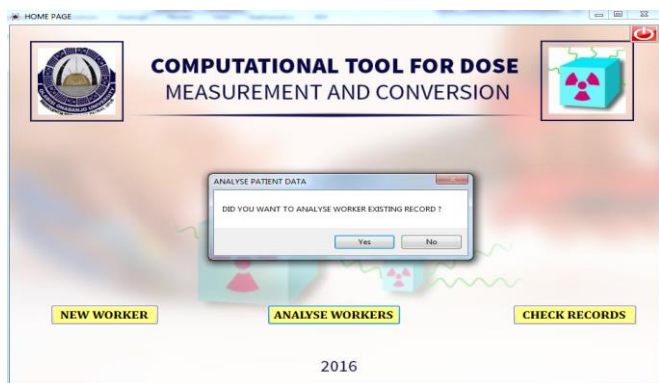 HOME PAGE
COMPUTATIONAL TOOL FOR DOSE
MEASUREMENT AND CONVERSION
ANALYSE PATIENT DATA
DID YOU WANT TO ANALYSE WORKER EXISTING RECORD ?
Yes No
NEW WORKER ANALYSE WORKERS CHECK RECORDS
2016